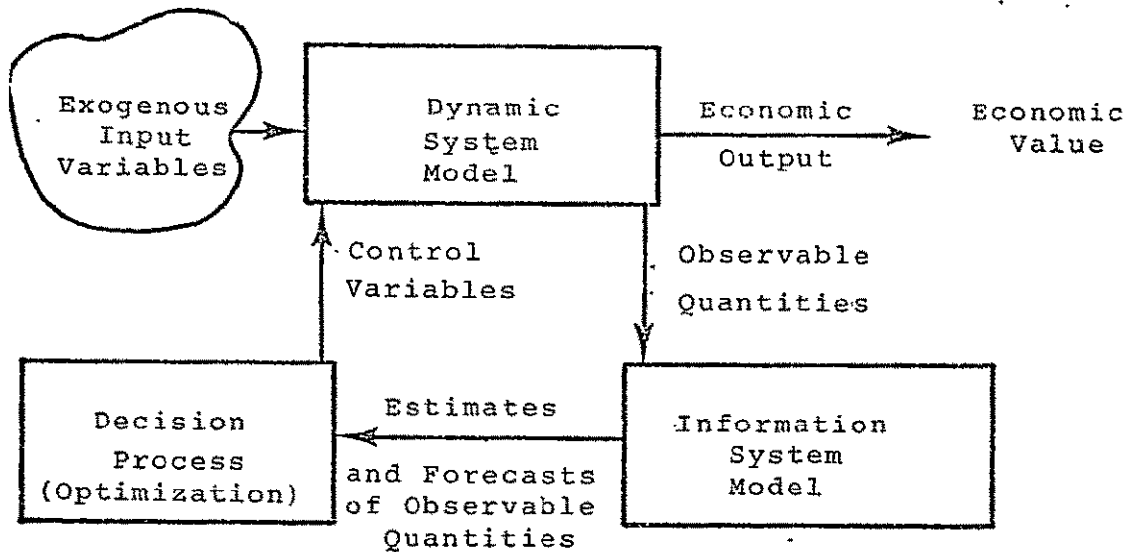 Exogenous
Input
Variables
Dynamic
System
Model
Economic
Output
Economic
Value
Control
Variables
Observable
Quantities
Decision
Process
(Optimization)
Estimates
and Forecasts
of Observable
Quantities
Information
System
Model